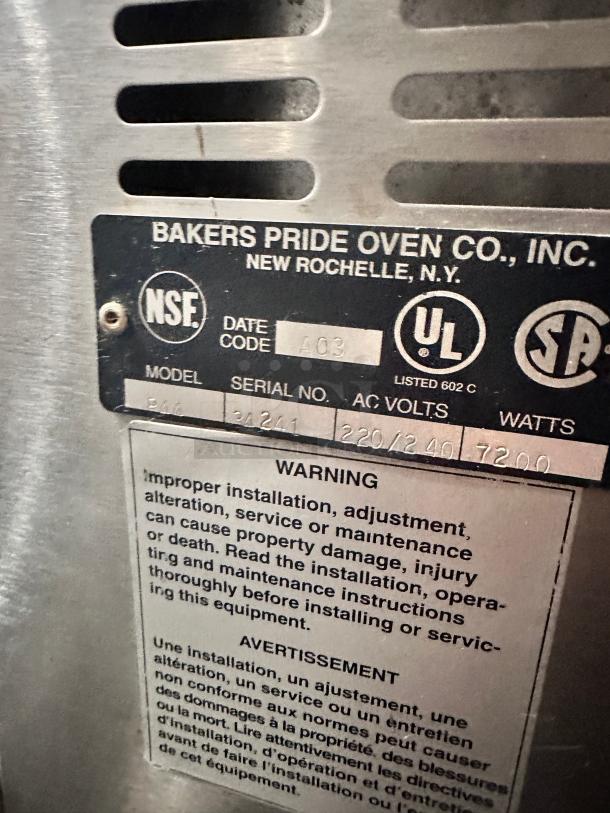 BAKERS PRIDE OVEN CO., INC.
NEW ROCHELLE, N.Y.
NSF.
DATE CODE A03
UL
®
LISTED 602 C
SA
MODEL SERIAL NO. AC VOLTS WATTS
P44 34241 220/240 7200
WARNING
Improper installation, adjustment,
alteration, service or maintenance
can cause property damage, injury
or death. Read the installation, opera-
ting and maintenance instructions
thoroughly before installing or servic-
ing this equipment.
AVERTISSEMENT
Une installation, un ajustement, une
altération, un service ou un entretien
non conforme aux normes peut causer
des dommages à la propriété, des blessures
ou la mort. Lire attentivement les directives
d'installation, d'opération et d'entretien
avant de faire l'installation ou
de cet équipement.